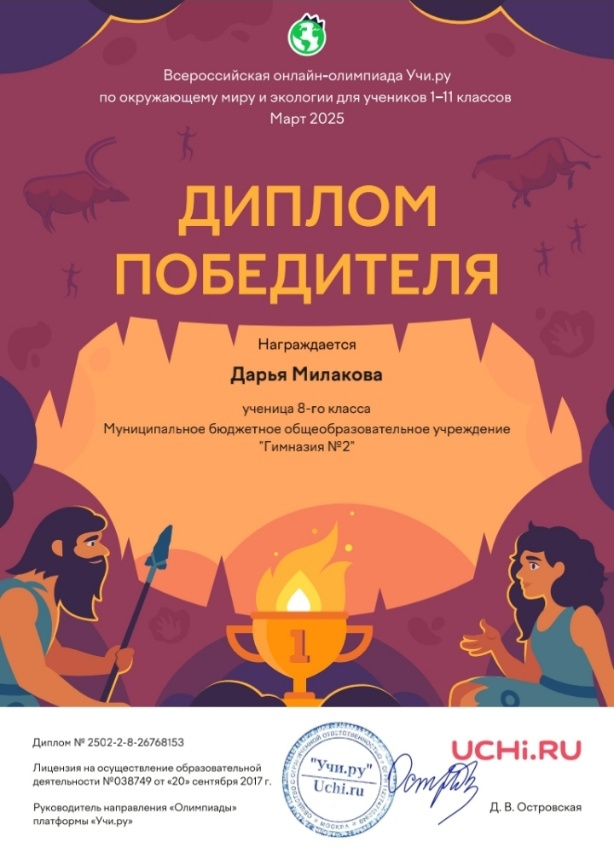 Всероссийская онлайн-олимпиада Учи.ру
по окружающему миру и экологии для учеников 1–11 классов
Март 2025
ДИПЛОМ
ПОБЕДИТЕЛЯ
Награждается
Дарья Милакова
ученица 8-го класса
Муниципальное бюджетное общеобразовательное учреждение
"Гимназия №2"
1
Диплом № 2502-2-8-26768153
Лицензия на осуществление образовательной
деятельности №038749 от «20» сентября 2017 г.
Руководитель направления «Олимпиады»
платформы «Учи.ру»
"Учи.ру"
Uchi.ru
UCHi.RU
Д. В. Островская